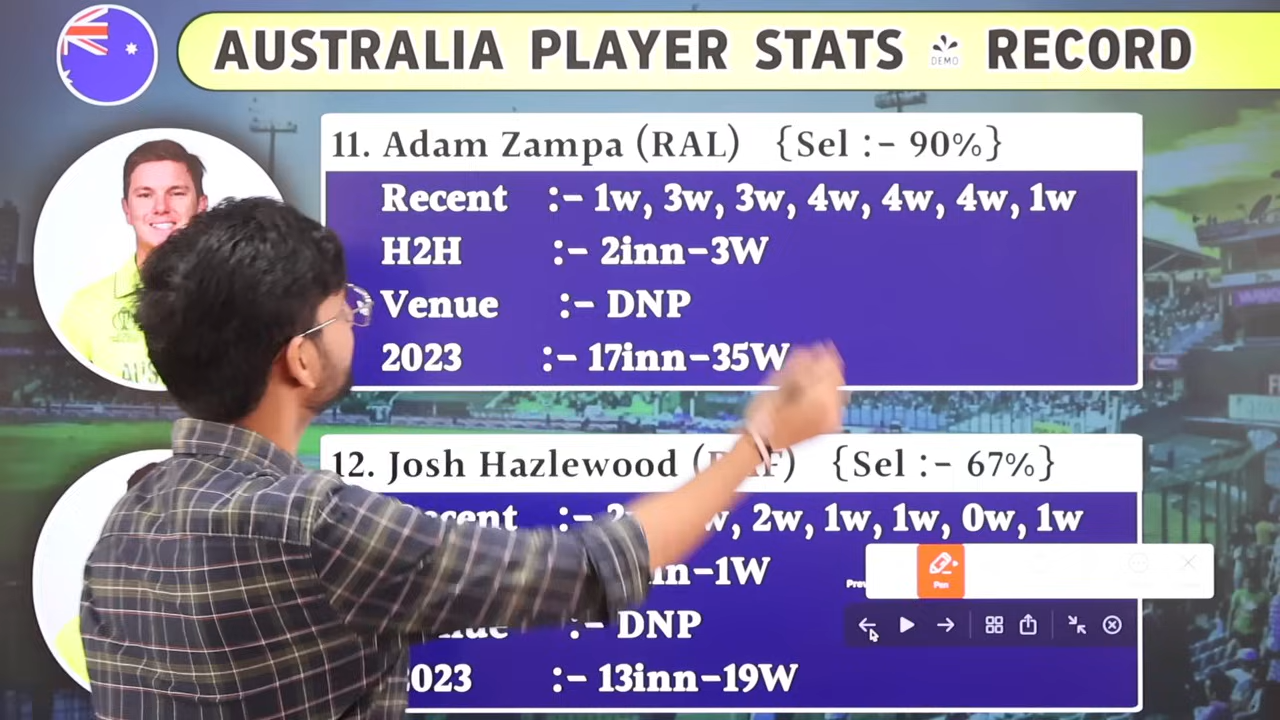 AUSTRALIA PLAYER STATS & RECORD
DEMO
11. Adam Zampa (RAL) {Sel :- 90%}
Recent :- 1w, 3w, 3w, 4w, 4w, 4w, 1w
H2H :- 2inn-3W
Venue :- DNP
2023 :- 17inn-35W
12. Josh Hazlewood {Sel :- 67%}
2w, 1w, 1w, 0w, 1w
-1W
Pen
:- DNP
2023 :- 13inn-19W